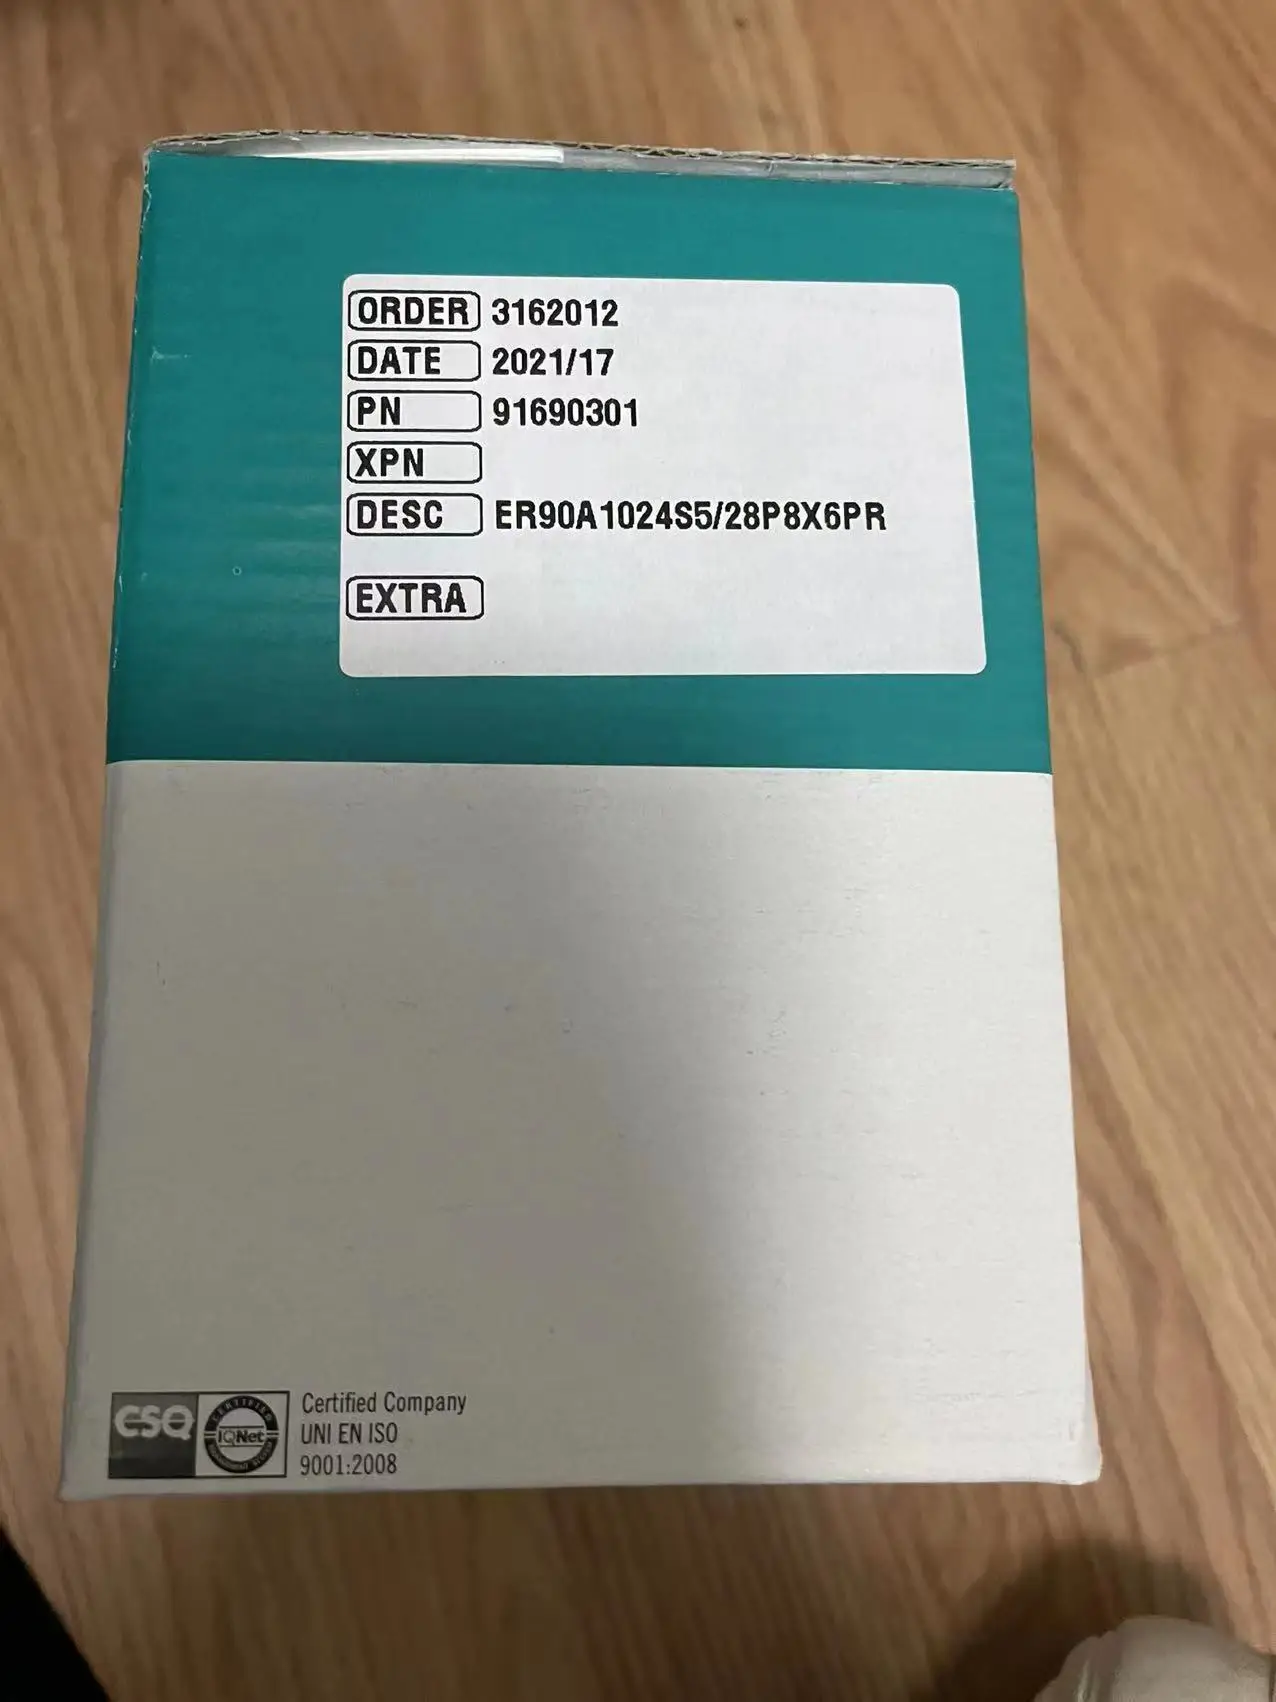 ORDER 3162012
DATE 2021/17
PN 91690301
XPN
DESC ER90A1024S5/28P8X6PR
EXTRA
CSQ
CERTIFIED
IQNet
Certified Company
UNI EN ISO
9001:2008